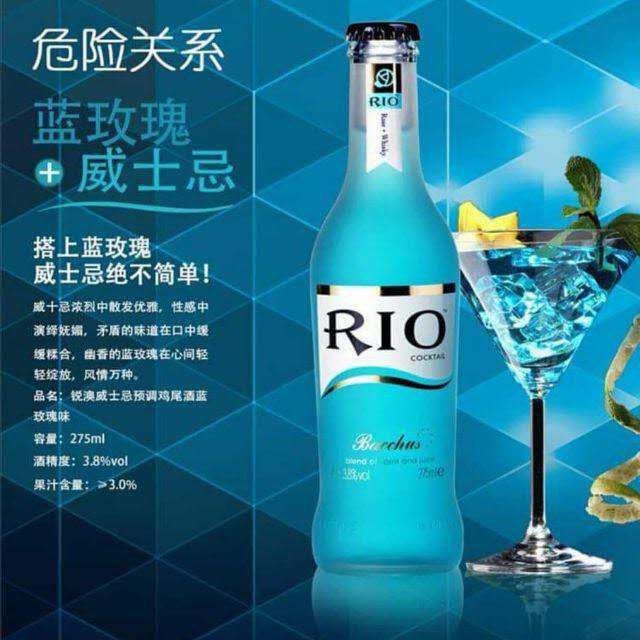 危险关系
蓝玫瑰
+威士忌
搭上蓝玫瑰
威士忌绝不简单！
威士忌浓烈中散发优雅，性感中
演绎妩媚，矛盾的味道在口中缓
缓糅合，幽香的蓝玫瑰在心间轻
轻绽放，风情万种。
品名：锐澳威士忌预调鸡尾酒蓝
玫瑰味
容量：275ml
酒精度：3.8%vol
果汁含量：≥3.0%
RIO
Rose + Whisky
RIO
COCKTAIL
Bacchus
3.8%vol
275ml e